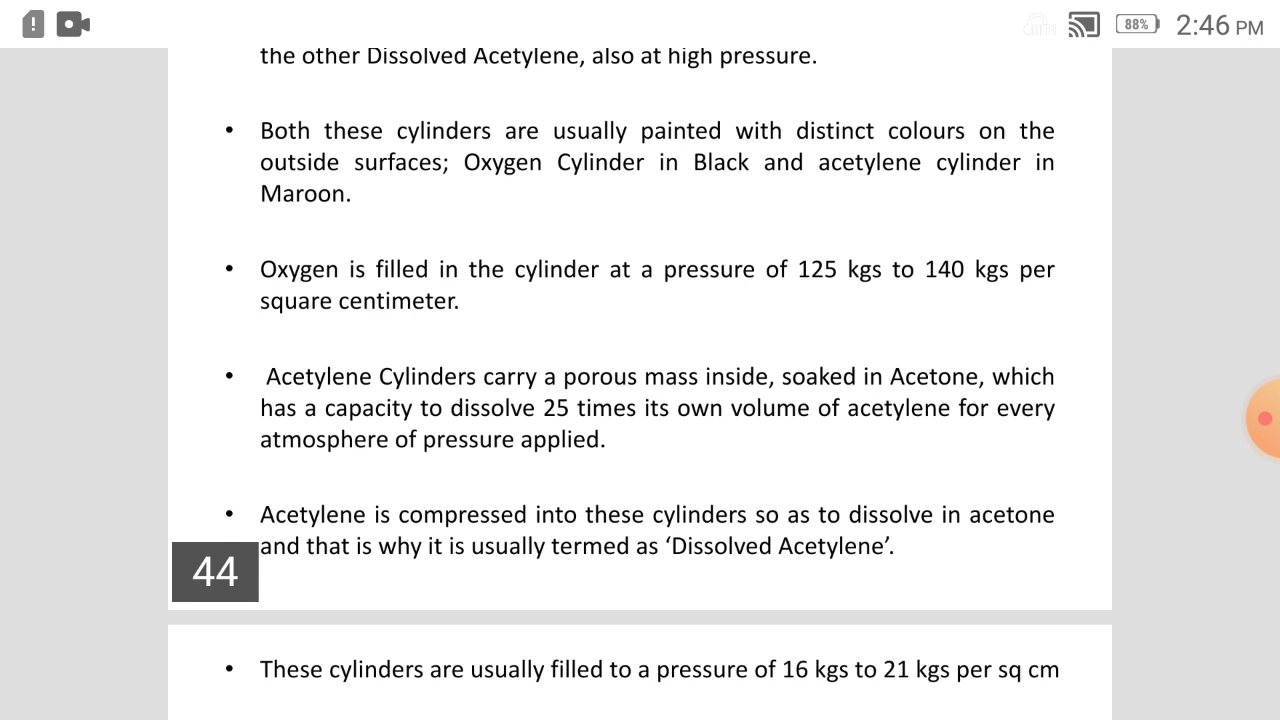 88%
2:46 PM
the other Dissolved Acetylene, also at high pressure.
• Both these cylinders are usually painted with distinct colours on the
outside surfaces; Oxygen Cylinder in Black and acetylene cylinder in
Maroon.
• Oxygen is filled in the cylinder at a pressure of 125 kgs to 140 kgs per
square centimeter.
• Acetylene Cylinders carry a porous mass inside, soaked in Acetone, which
has a capacity to dissolve 25 times its own volume of acetylene for every
atmosphere of pressure applied.
• Acetylene is compressed into these cylinders so as to dissolve in acetone
and that is why it is usually termed as ‘Dissolved Acetylene’.
44
• These cylinders are usually filled to a pressure of 16 kgs to 21 kgs per sq cm